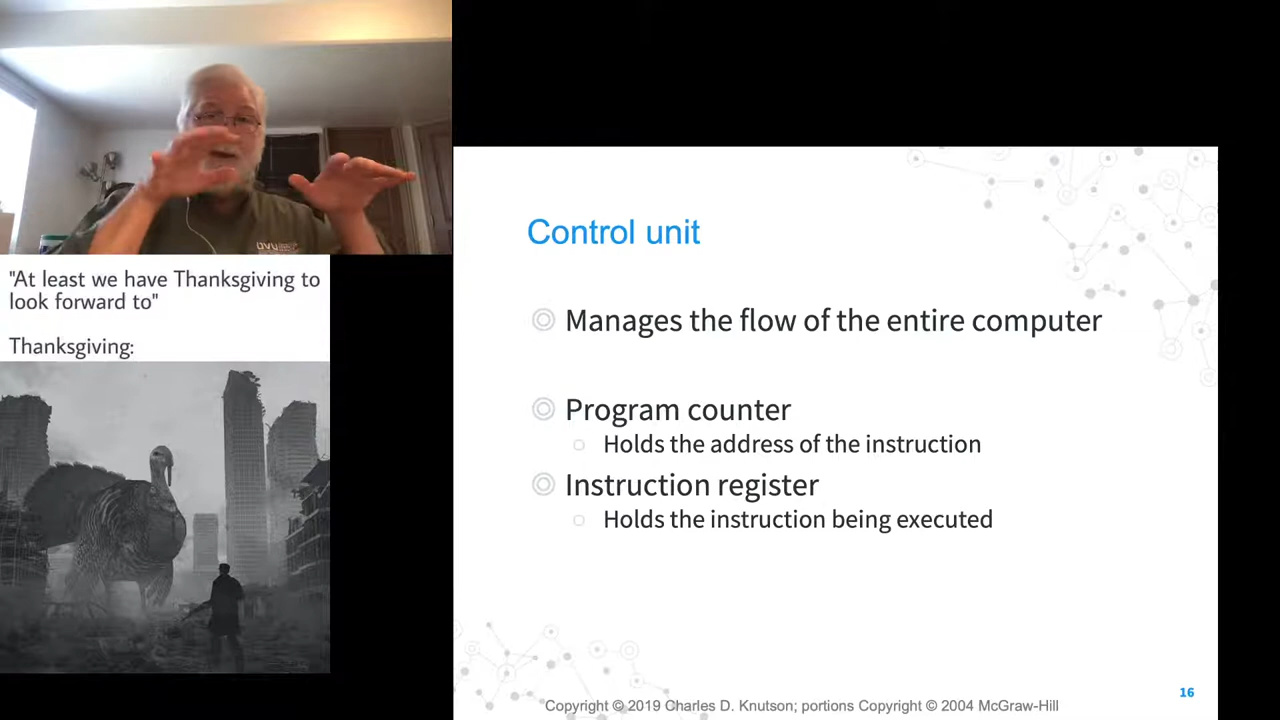 uvu
"At least we have Thanksgiving to
look forward to"
Thanksgiving:
Control unit
Manages the flow of the entire computer
Program counter
Holds the address of the instruction
Instruction register
Holds the instruction being executed
16
Copyright © 2019 Charles D. Knutson; portions Copyright © 2004 McGraw-Hill